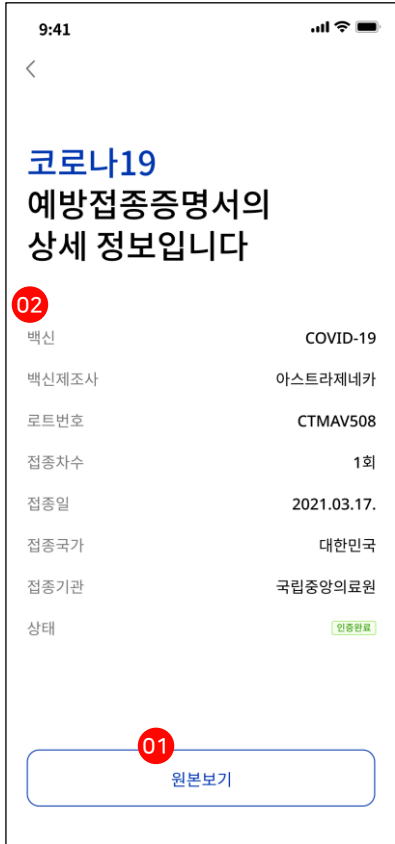 9:41
코로나19
예방접종증명서의
상세 정보입니다
02
백신 COVID-19
백신제조사 아스트라제네카
로트번호 CTMAV508
접종차수 1회
접종일 2021.03.17.
접종국가 대한민국
접종기관 국립중앙의료원
상태 인증완료
01
원본보기